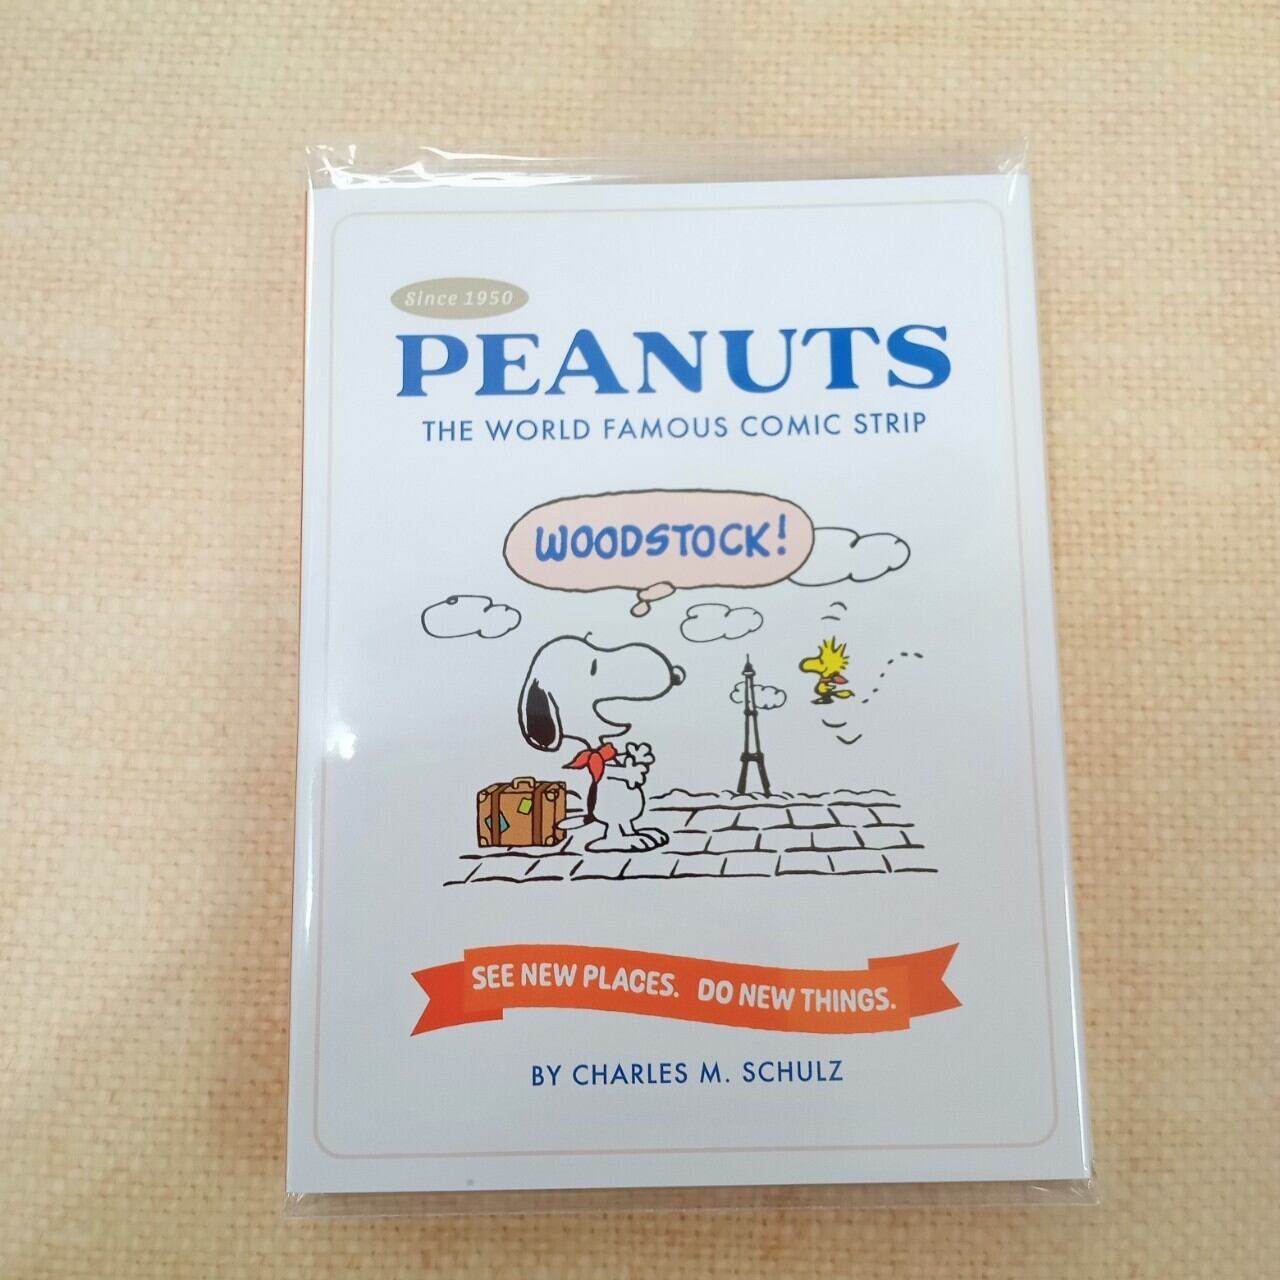 Since 1950
PEANUTS
THE WORLD FAMOUS COMIC STRIP
WOODSTOCK!
SEE NEW PLACES. DO NEW THINGS.
BY CHARLES M. SCHULZ